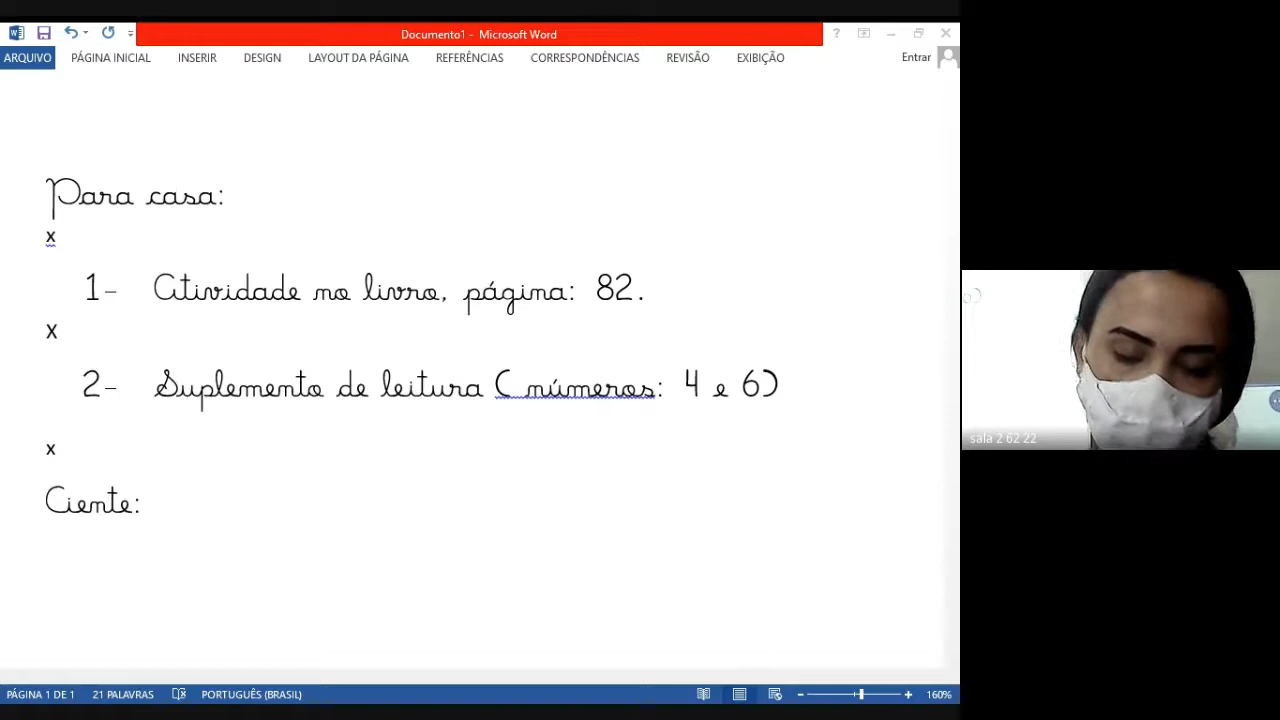 Documento1 - Microsoft Word
ARQUIVO PÁGINA INICIAL INSERIR DESIGN LAYOUT DA PÁGINA REFERÊNCIAS CORRESPONDÊNCIAS REVISÃO EXIBIÇÃO Entrar
Para casa:
x
1- Atividade no livro, página: 82.
X
2- Suplemento de leitura ( números: 4 e 6)
sala 2 62 22
x
Ciente:
PÁGINA 1 DE 1 21 PALAVRAS PORTUGUÊS (BRASIL) 160%